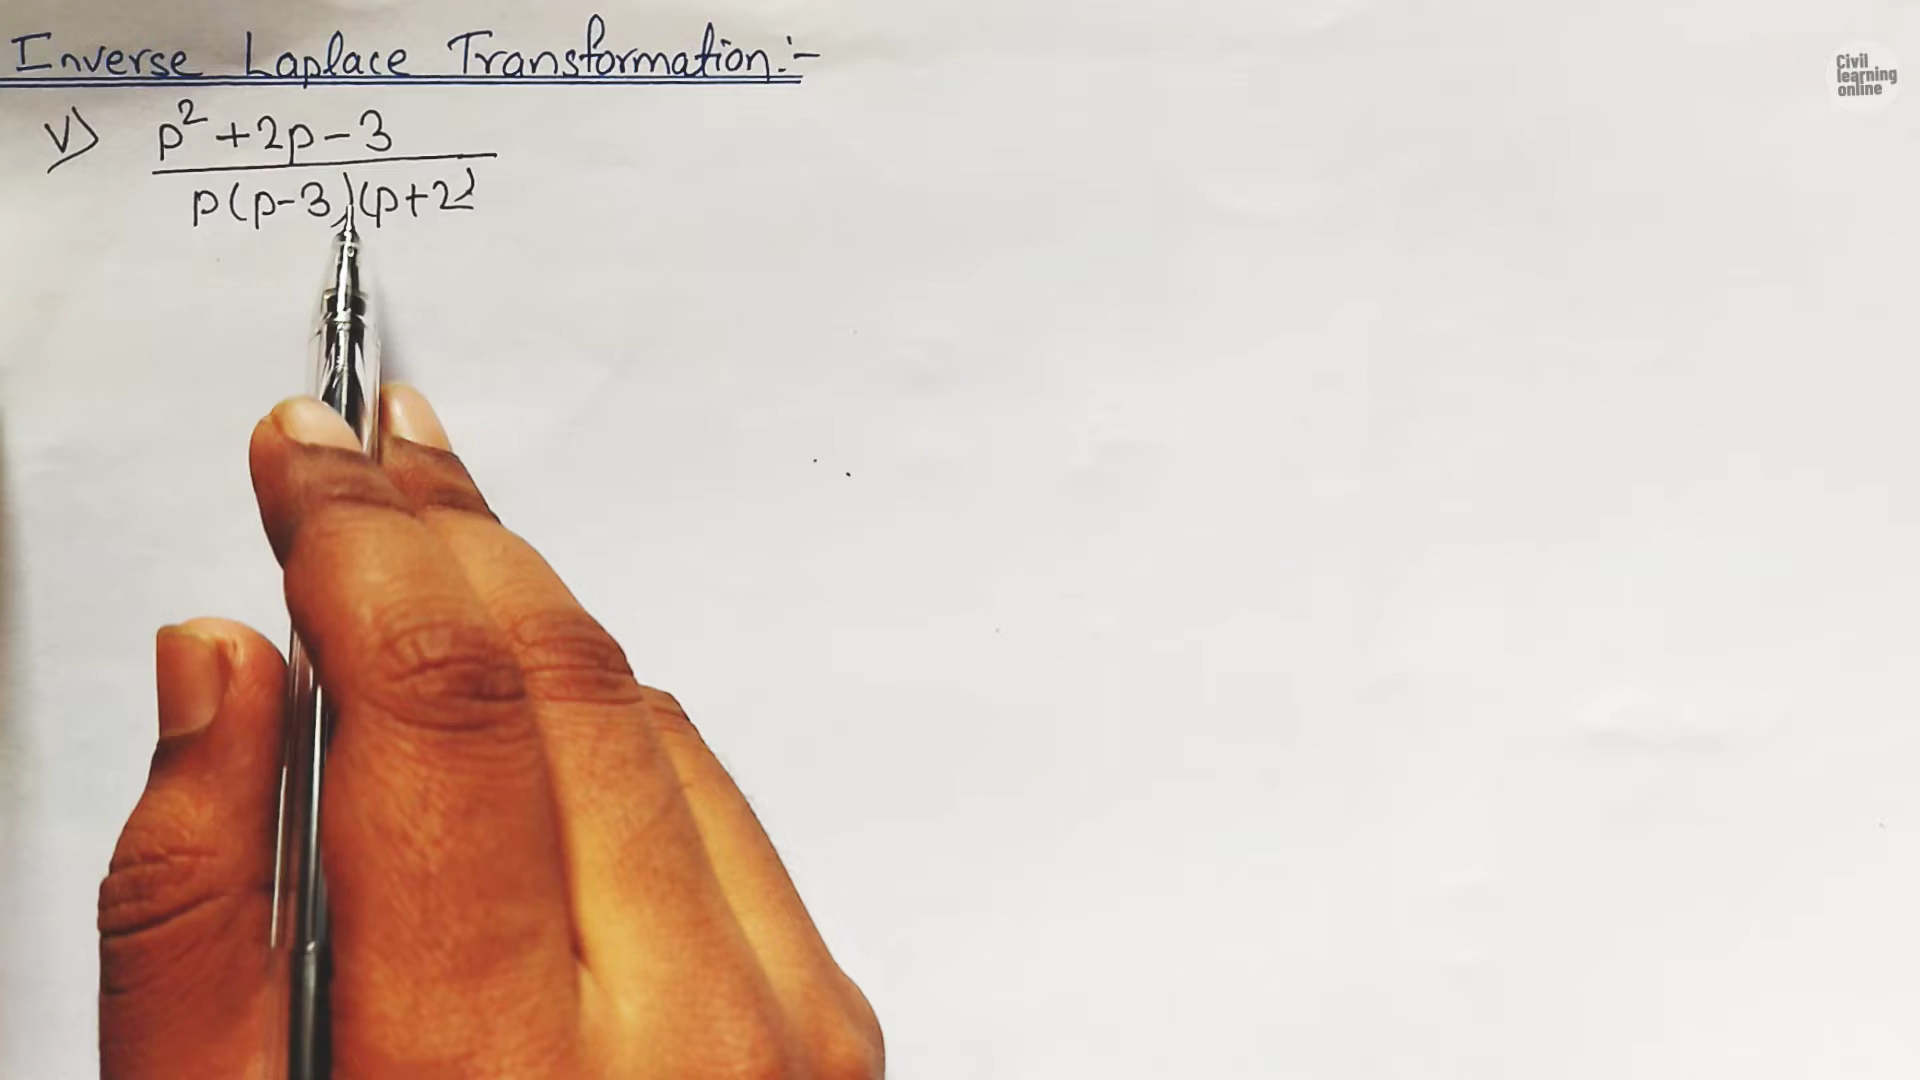 Inverse Laplace Transformation:-
V) p² + 2p - 3
p(p-3)(p+2)
Civil
learning
online